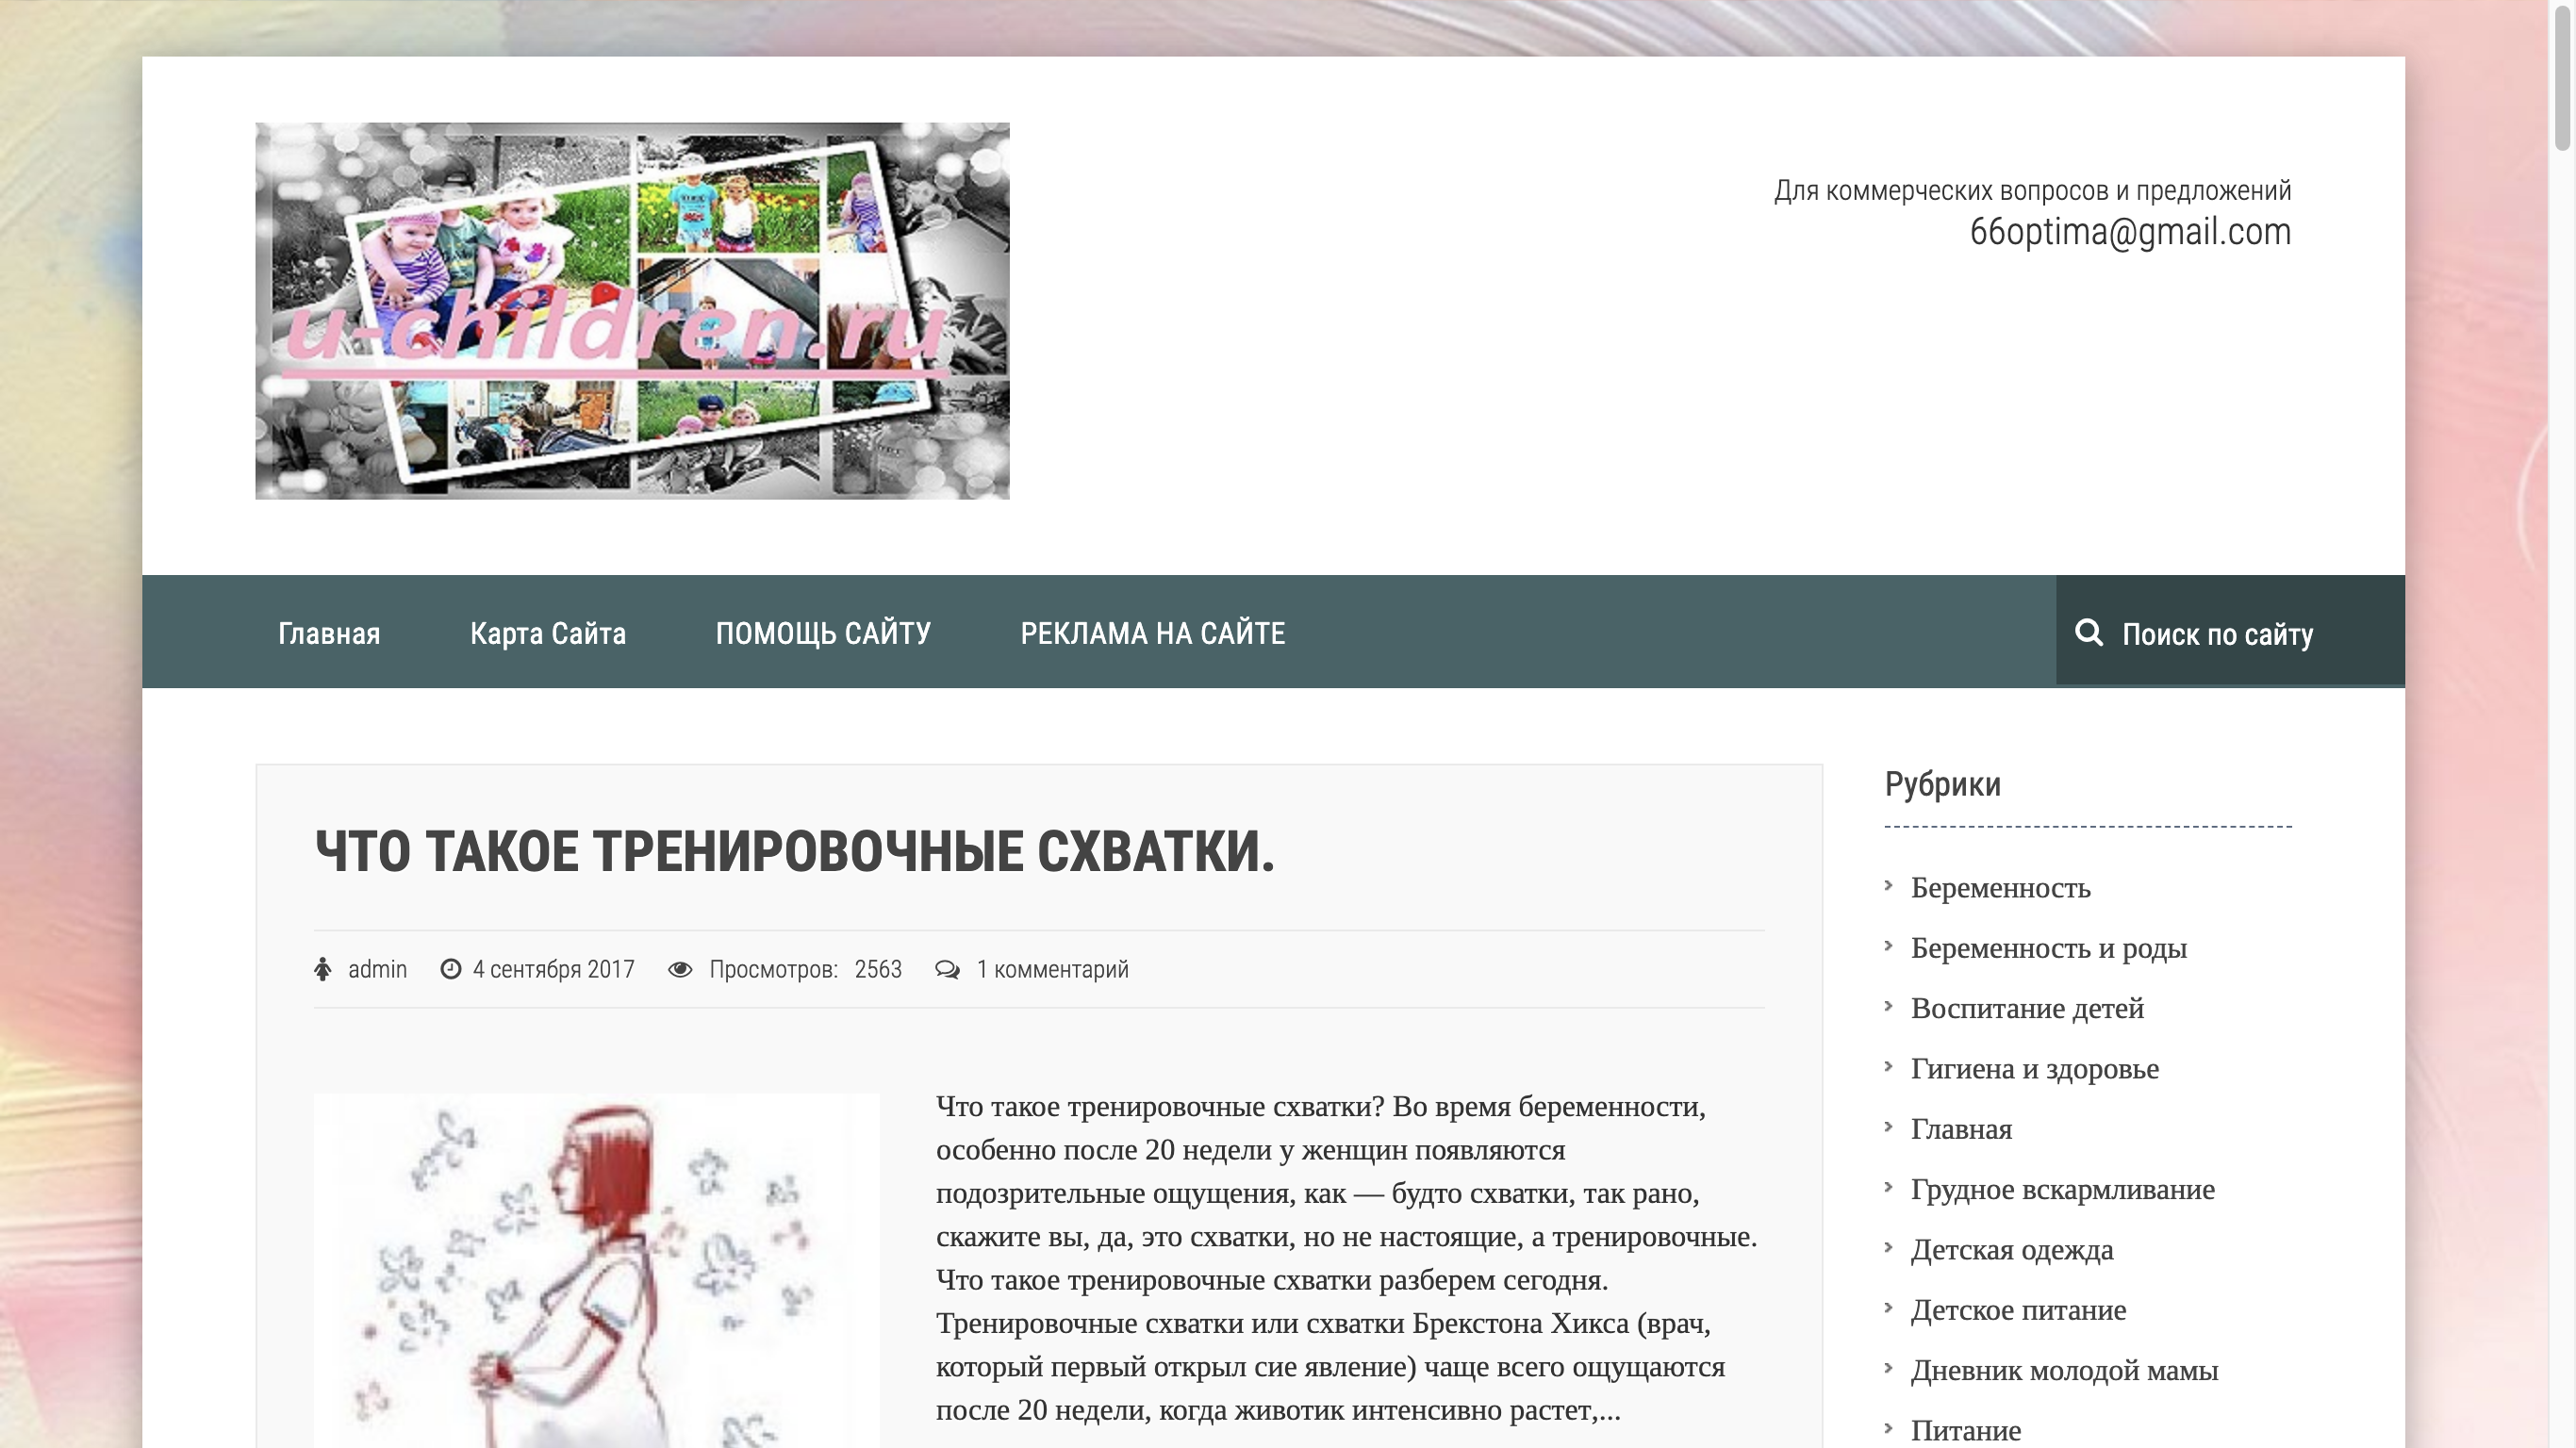 u-children.ru
Для коммерческих вопросов и предложений
66optima@gmail.com
Главная
Карта Сайта
ПОМОЩЬ САЙТУ
РЕКЛАМА НА САЙТЕ
Поиск по сайту
ЧТО ТАКОЕ ТРЕНИРОВОЧНЫЕ СХВАТКИ.
admin
4 сентября 2017
Просмотров: 2563
1 комментарий
Что такое тренировочные схватки? Во время беременности,
особенно после 20 недели у женщин появляются
подозрительные ощущения, как — будто схватки, так рано,
скажите вы, да, это схватки, но не настоящие, а тренировочные.
Что такое тренировочные схватки разберем сегодня.
Тренировочные схватки или схватки Брекстона Хикса (врач,
который первый открыл сие явление) чаще всего ощущаются
после 20 недели, когда животик интенсивно растет,...
Рубрики
Беременность
Беременность и роды
Воспитание детей
Гигиена и здоровье
Главная
Грудное вскармливание
Детская одежда
Детское питание
Дневник молодой мамы
Питание